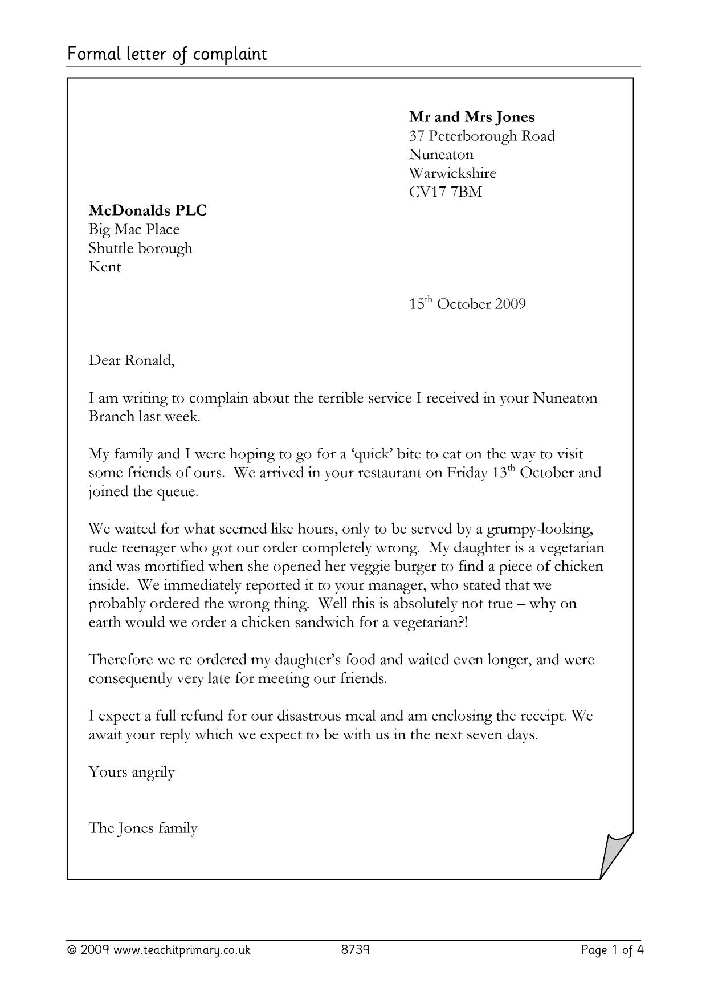 Formal letter of complaint
Mr and Mrs Jones
37 Peterborough Road
Nuneaton
Warwickshire
CV17 7BM
McDonalds PLC
Big Mac Place
Shuttle borough
Kent
15th October 2009
Dear Ronald,
I am writing to complain about the terrible service I received in your Nuneaton
Branch last week.
My family and I were hoping to go for a ‘quick’ bite to eat on the way to visit
some friends of ours.  We arrived in your restaurant on Friday 13th October and
joined the queue.
We waited for what seemed like hours, only to be served by a grumpy-looking,
rude teenager who got our order completely wrong.  My daughter is a vegetarian
and was mortified when she opened her veggie burger to find a piece of chicken
inside.  We immediately reported it to your manager, who stated that we
probably ordered the wrong thing.  Well this is absolutely not true – why on
earth would we order a chicken sandwich for a vegetarian?!
Therefore we re-ordered my daughter’s food and waited even longer, and were
consequently very late for meeting our friends.
I expect a full refund for our disastrous meal and am enclosing the receipt. We
await your reply which we expect to be with us in the next seven days.
Yours angrily
The Jones family
© 2009 www.teachitprimary.co.uk 8739 Page 1 of 4